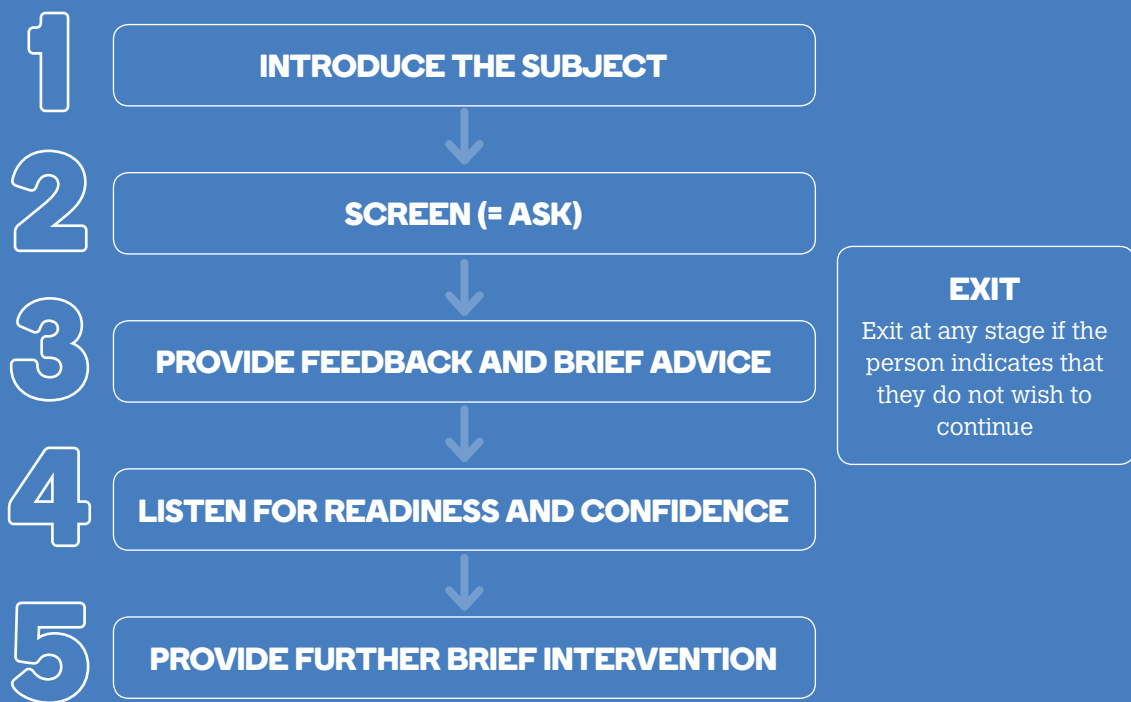 1
INTRODUCE THE SUBJECT
2
SCREEN (= ASK)
3
PROVIDE FEEDBACK AND BRIEF ADVICE
4
LISTEN FOR READINESS AND CONFIDENCE
5
PROVIDE FURTHER BRIEF INTERVENTION
EXIT
Exit at any stage if the
person indicates that
they do not wish to
continue